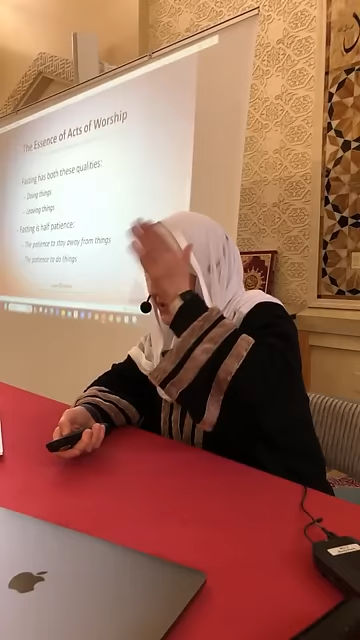 The Essence of Acts of Worship
Fasting has both these qualities:
- Doing things
- Leaving things
Fasting is half patience:
- The patience to stay away from things
The patience to do things